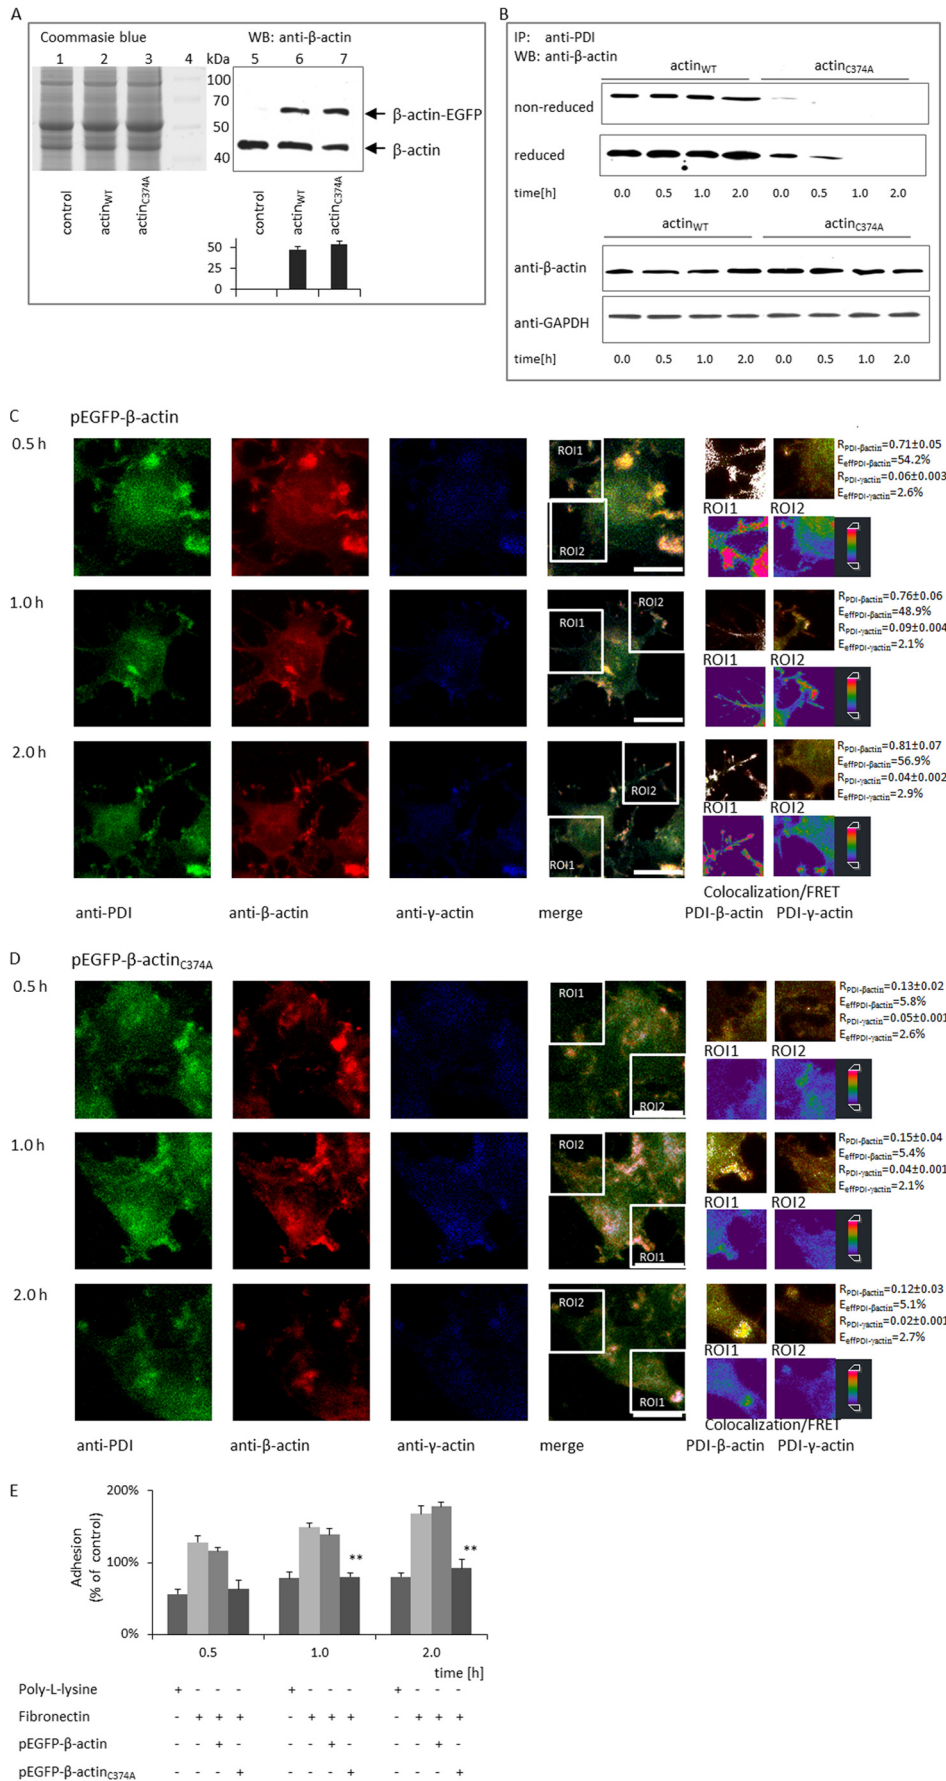 A
Coommasie blue
WB: anti-β-actin
1 2 3 4 kDa 5 6 7
100
70
50
40
β-actin-EGFP
β-actin
control
actinWT
actinC374A
control
actinWT
actinC374A
50
25
0
B
IP: anti-PDI
WB: anti-β-actin
actinWT actinC374A
non-reduced
reduced
time[h] 0.0 0.5 1.0 2.0 0.0 0.5 1.0 2.0
actinWT actinC374A
anti-β-actin
anti-GAPDH
time[h] 0.0 0.5 1.0 2.0 0.0 0.5 1.0 2.0
C pEGFP-β-actin
0.5 h
ROI1
ROI2
ROI1 ROI2
RPDI-βactin=0.71±0.05
EeffPDI-βactin=54.2%
RPDI-γactin=0.06±0.003
EeffPDI-γactin=2.6%
1.0 h
ROI1
ROI2
ROI1 ROI2
RPDI-βactin=0.76±0.06
EeffPDI-βactin=48.9%
RPDI-γactin=0.09±0.004
EeffPDI-γactin=2.1%
2.0 h
ROI2
ROI1
ROI1 ROI2
RPDI-βactin=0.81±0.07
EeffPDI-βactin=56.9%
RPDI-γactin=0.04±0.002
EeffPDI-γactin=2.9%
Colocalization/FRET
anti-PDI anti-β-actin anti-γ-actin merge PDI-β-actin PDI-γ-actin
D pEGFP-β-actinC374A
0.5 h
ROI1
ROI2
ROI1 ROI2
RPDI-βactin=0.13±0.02
EeffPDI-βactin=5.8%
RPDI-γactin=0.05±0.001
EeffPDI-γactin=2.6%
1.0 h
ROI2
ROI1
ROI1 ROI2
RPDI-βactin=0.15±0.04
EeffPDI-βactin=5.4%
RPDI-γactin=0.04±0.001
EeffPDI-γactin=2.1%
2.0 h
ROI2
ROI1
ROI1 ROI2
RPDI-βactin=0.12±0.03
EeffPDI-βactin=5.1%
RPDI-γactin=0.02±0.001
EeffPDI-γactin=2.7%
Colocalization/FRET
anti-PDI anti-β-actin anti-γ-actin merge PDI-β-actin PDI-γ-actin
E
Adhesion
(% of control)
200%
100%
0%
** **
0.5 1.0 2.0
time [h]
Poly-L-lysine + - - - + - - - + - - -
Fibronectin - + + + - + + + - + + +
pEGFP-β-actin - - + - - - + - - - + -
pEGFP-β-actinC374A - - - + - - - + - - - +